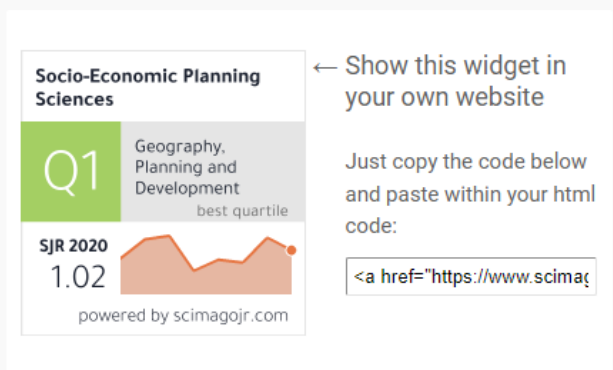 Socio-Economic Planning
Sciences
Q1
Geography,
Planning and
Development
best quartile
SJR 2020
1.02
powered by scimagojr.com
← Show this widget in
your own website
Just copy the code below
and paste within your html
code:
<a href="https://www.scimag